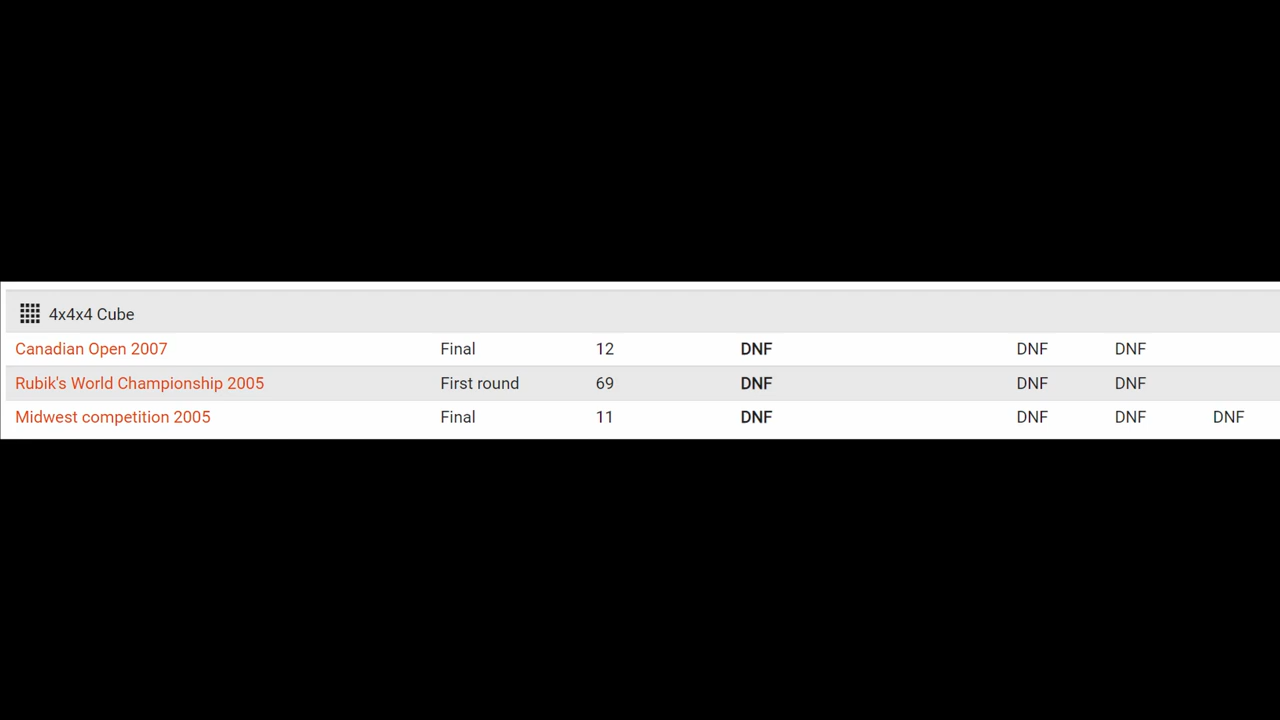 4x4x4 Cube
Canadian Open 2007 Final 12 DNF DNF DNF
Rubik's World Championship 2005 First round 69 DNF DNF DNF
Midwest competition 2005 Final 11 DNF DNF DNF DNF